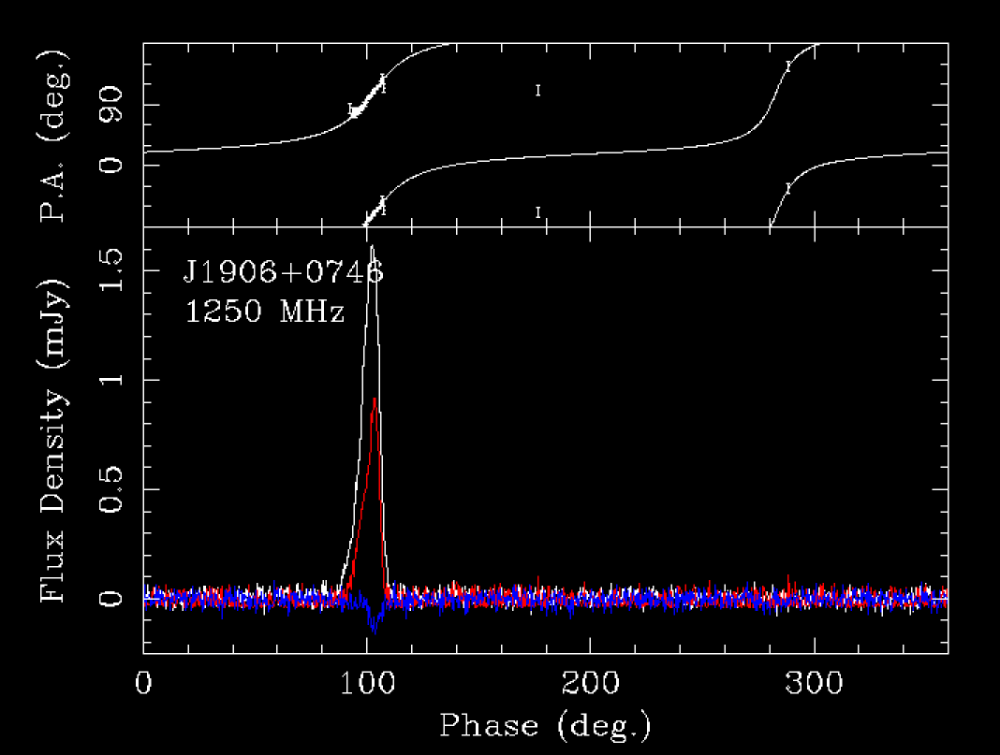 P.A. (deg.)
90
0
J1906+0746
1250 MHz
Flux Density (mJy)
1.5
1
0.5
0
0 100 200 300
Phase (deg.)